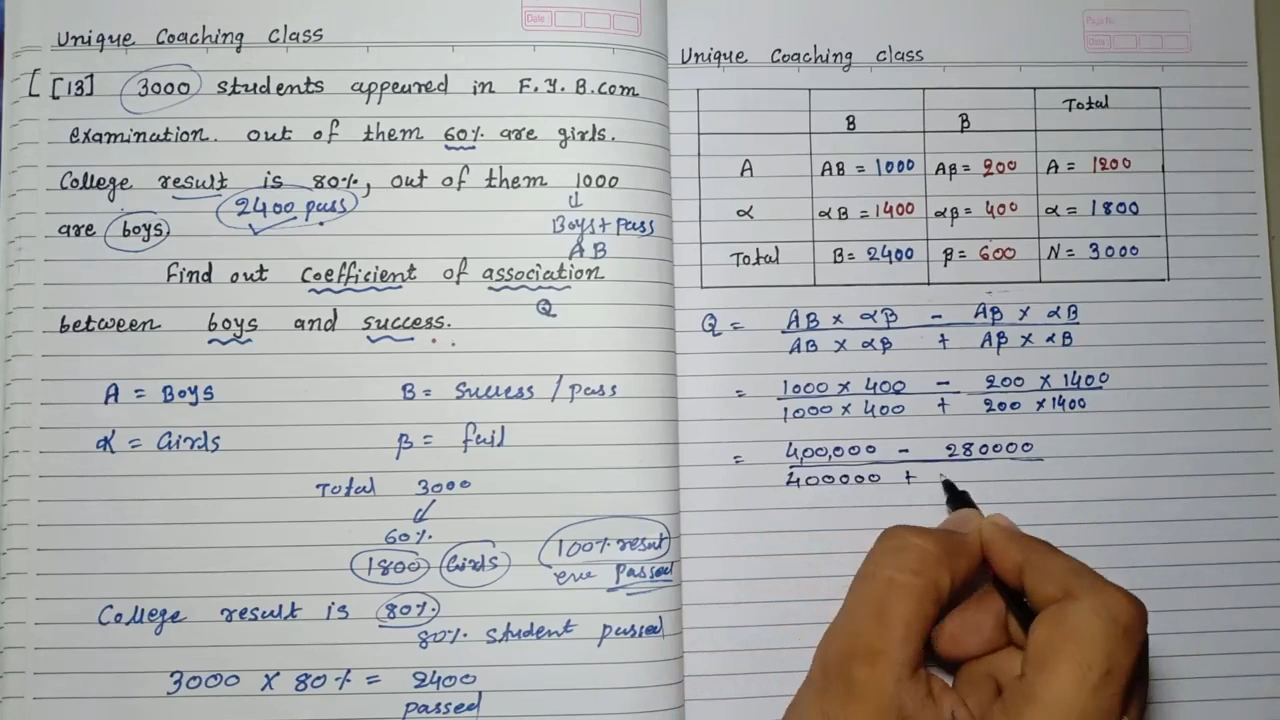 Date:
Unique Coaching Class
[ [13] 3000 students appeured in F.Y.B.com
examination. out of them 60% are girls.
College result is 80%, out of them 1000
2400 pass
are boys
Boys + pass
A B
Find out coefficient of association
Q
between boys and success.
A = Boys B = Success / pass
α = Girls β = fail
Total 3000
60%
1800 Girls
100% result
passed
College result is 80%
80% student passed
3000 × 80% = 2400
passed
Page No
Date:
Unique Coaching class
B β Total
A AB = 1000 Aβ = 200 A = 1200
α αB = 1400 αβ = 400 α = 1800
Total B = 2400 β = 600 N = 3000
Q = AB × αβ - Aβ × αB
AB × αβ + Aβ × αB
= 1000 × 400 - 200 × 1400
1000 × 400 + 200 × 1400
= 4,00,000 - 280000
400000 +